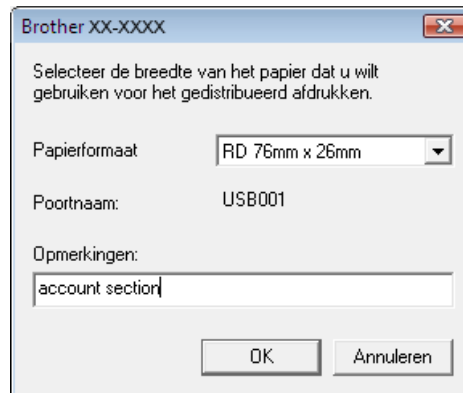 Brother XX-XXXX
Selecteer de breedte van het papier dat u wilt
gebruiken voor het gedistribueerd afdrukken.
Papierformaat RD 76mm x 26mm
Poortnaam: USB001
Opmerkingen:
account section
OK Annuleren